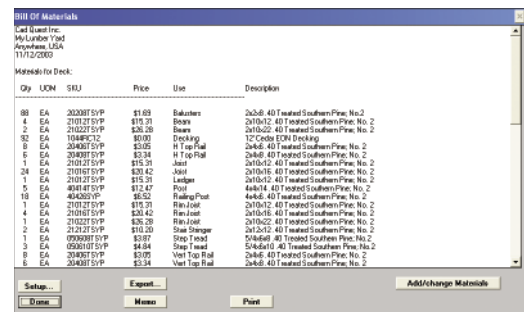 Bill Of Materials
Cad Quest Inc.
My Lumber Yard
Anywhere, USA
11/12/2003
Materials for Deck:
Qty UOM SKU Price Use Description
88 EA 20208TSYP $1.69 Balusters 2x2x8 .40 Treated Southern Pine; No.2
4 EA 21012TSYP $15.31 Beam 2x10x12 .40 Treated Southern Pine; No. 2
2 EA 21022TSYP $26.28 Beam 2x10x22 .40 Treated Southern Pine; No. 2
92 EA 1044RC12 $0.00 Decking 12' Cedar EON Decking
8 EA 20406TSYP $3.05 H Top Rail 2x4x6 .40 Treated Southern Pine; No. 2
6 EA 20408TSYP $3.34 H Top Rail 2x4x8 .40 Treated Southern Pine; No. 2
1 EA 21012TSYP $15.31 Joist 2x10x12 .40 Treated Southern Pine; No. 2
24 EA 21016TSYP $20.42 Joist 2x10x16 .40 Treated Southern Pine; No. 2
1 EA 21012TSYP $15.31 Ledger 2x10x12 .40 Treated Southern Pine; No. 2
5 EA 40414TSYP $12.47 Post 4x4x14 .40 Treated Southern Pine; No. 2
18 EA $6.52 Railing Post 4x4x6 .40 Treated Southern Pine; No. 2
1 EA 21012TSYP $15.31 Rim Joist 2x10x12 .40 Treated Southern Pine; No. 2
4 EA 21016TSYP $20.42 Rim Joist 2x10x16 .40 Treated Southern Pine; No. 2
1 EA 21022TSYP $26.28 Rim Joist 2x10x22 .40 Treated Southern Pine; No. 2
2 EA 21212TSYP $10.20 Stair Stringer 2x12x12 .40 Treated Southern Pine; No. 2
1 EA 050608TSYP $3.87 Step Tread 5/4x6x8 .40 Treated Southern Pine; No.2
3 EA 050610TSYP $4.84 Step Tread 5/4x6x10 .40 Treated Southern Pine; No. 2
8 EA 20406TSYP $3.05 Vert Top Rail 2x4x6 .40 Treated Southern Pine; No. 2
6 EA 20408TSYP $3.34 Vert Top Rail 2x4x8 .40 Treated Southern Pine; No. 2
Setup... Export... Add/change Materials
Done Memo Print